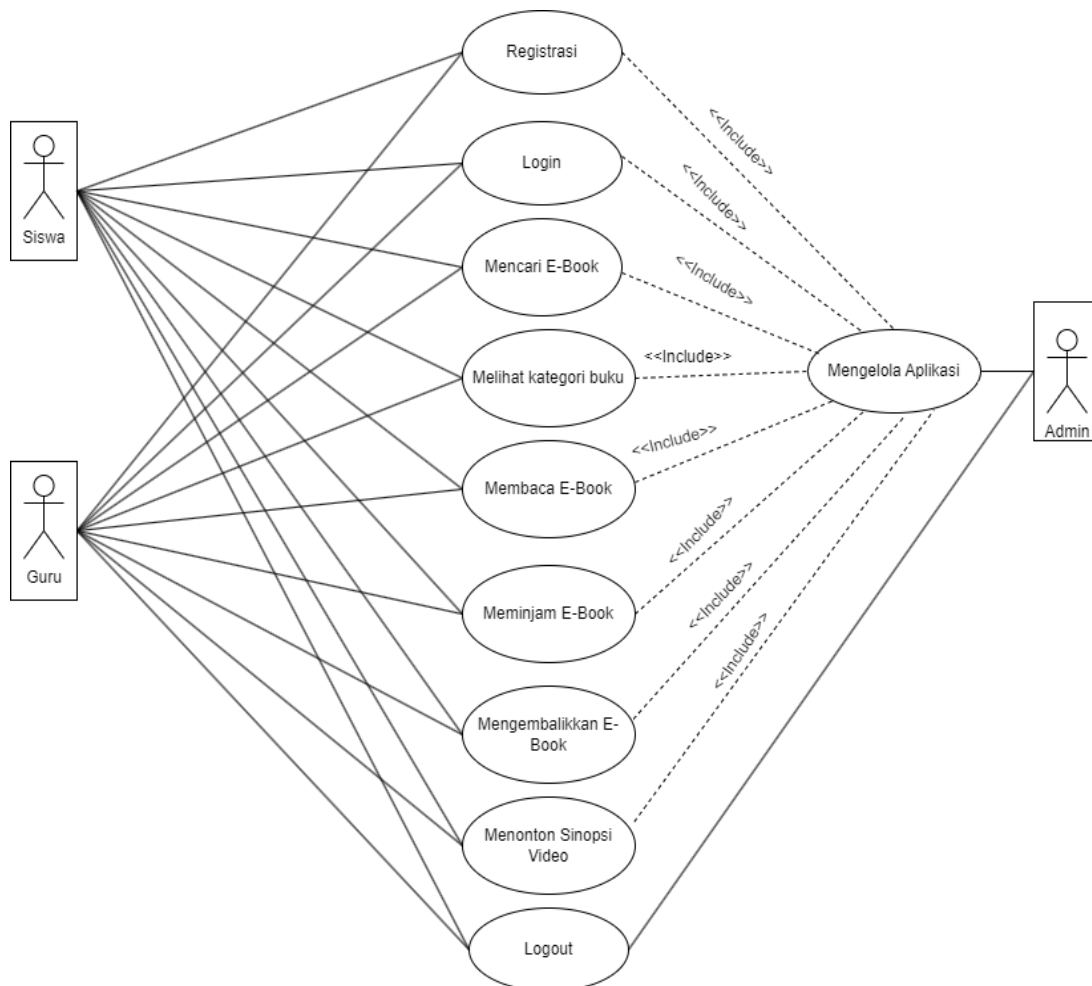 Registrasi
<<Include>>
Siswa
Login
<<Include>>
Mencari E-Book
<<Include>>
Melihat kategori buku
<<Include>>
Mengelola Aplikasi
Admin
Membaca E-Book
<<Include>>
Guru
Meminjam E-Book
<<Include>>
<<Include>>
<<Include>>
Mengembalikkan E-
Book
Menonton Sinopsi
Video
Logout